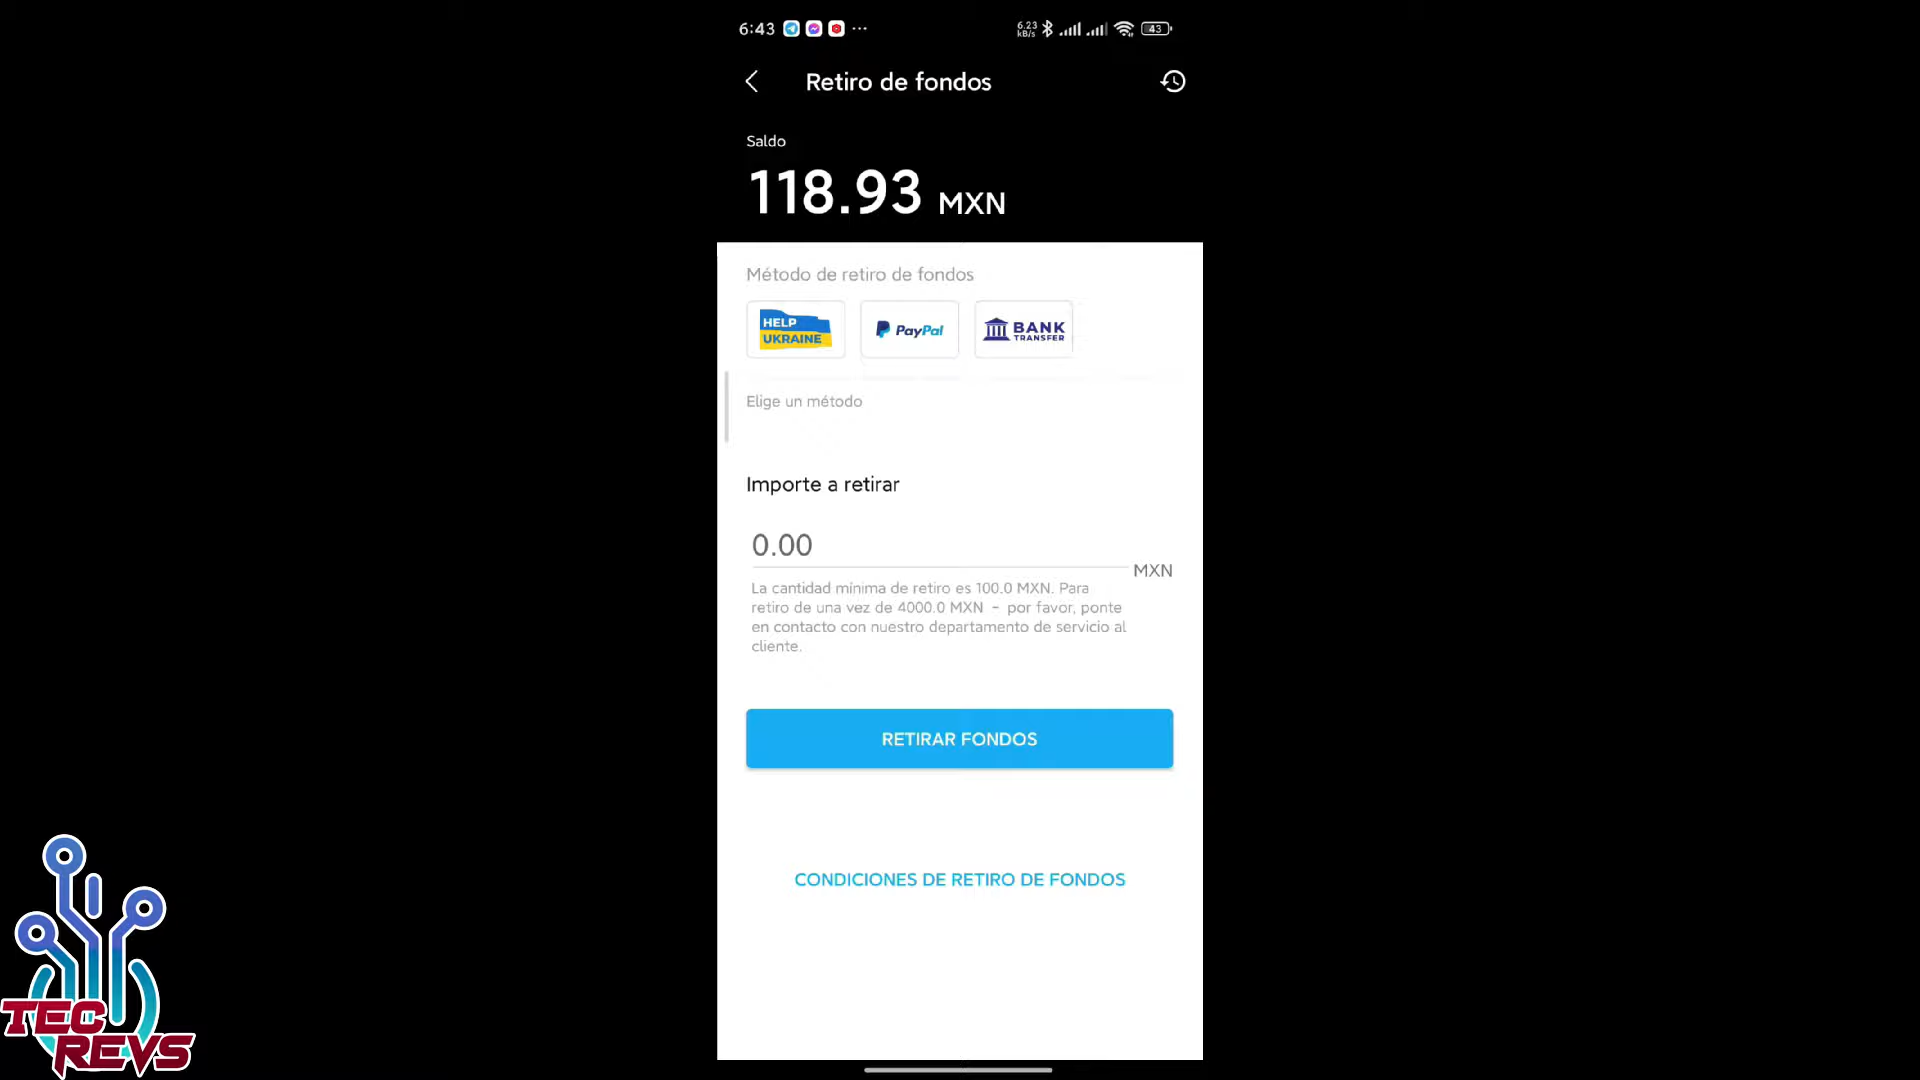 6:43
6.23
kB/s
43
Retiro de fondos
Saldo
118.93 MXN
Método de retiro de fondos
HELP
UKRAINE
PayPal
BANK
TRANSFER
Elige un método
Importe a retirar
0.00
MXN
La cantidad mínima de retiro es 100.0 MXN. Para
retiro de una vez de 4000.0 MXN - por favor, ponte
en contacto con nuestro departamento de servicio al
cliente.
RETIRAR FONDOS
CONDICIONES DE RETIRO DE FONDOS
TEC
REVS